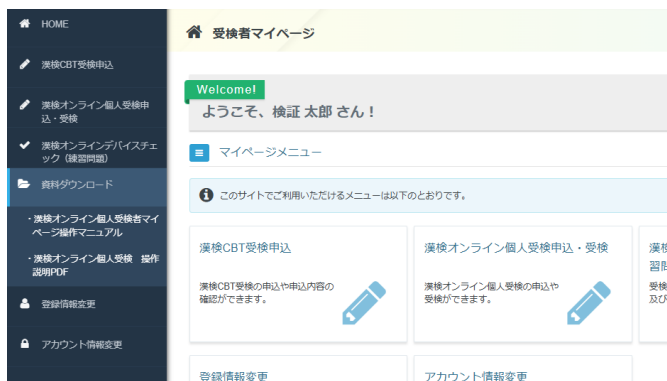 HOME
漢検CBT受検申込
漢検オンライン個人受検申
込・受検
漢検オンラインデバイスチェ
ック（練習問題）
資料ダウンロード
・漢検オンライン個人受検者マイ
ページ操作マニュアル
・漢検オンライン個人受検　操作
説明PDF
登録情報変更
アカウント情報変更
受検者マイページ
Welcome!
ようこそ、検証 太郎 さん！
マイページメニュー
このサイトでご利用いただけるメニューは以下のとおりです。
漢検CBT受検申込
漢検CBT受検の申込や申込内容の
確認ができます。
漢検オンライン個人受検申込・受検
漢検オンライン個人受検の申込や
受検ができます。
漢検
習問
受検
及び
登録情報変更
アカウント情報変更